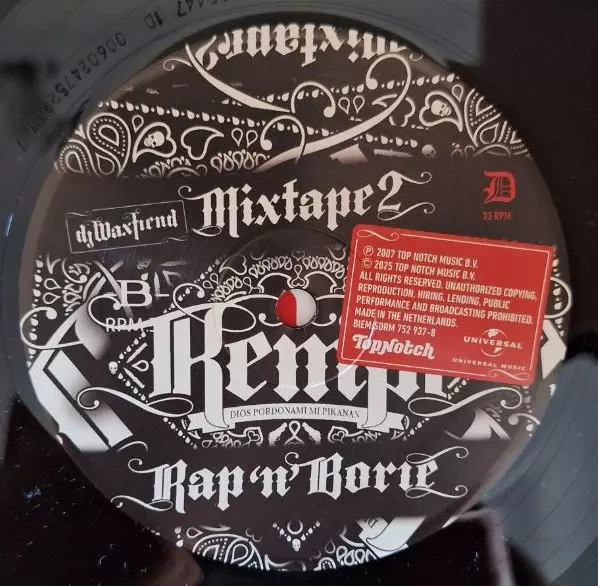 Mixtape 2
Mixtape 2
djWaxfiend
D
33 RPM
℗ 2007 TOP NOTCH MUSIC B.V.
© 2025 TOP NOTCH MUSIC B.V.
ALL RIGHTS RESERVED. UNAUTHORIZED COPYING,
REPRODUCTION, HIRING, LENDING, PUBLIC
PERFORMANCE AND BROADCASTING PROHIBITED.
MADE IN THE NETHERLANDS.
BIEM/SDRM 752 937-8
TopNotch
UNIVERSAL
UNIVERSAL MUSIC
B
RPM
Kempi
DIOS PORDONAMI MI PIKANAN
Rap 'n' Borie